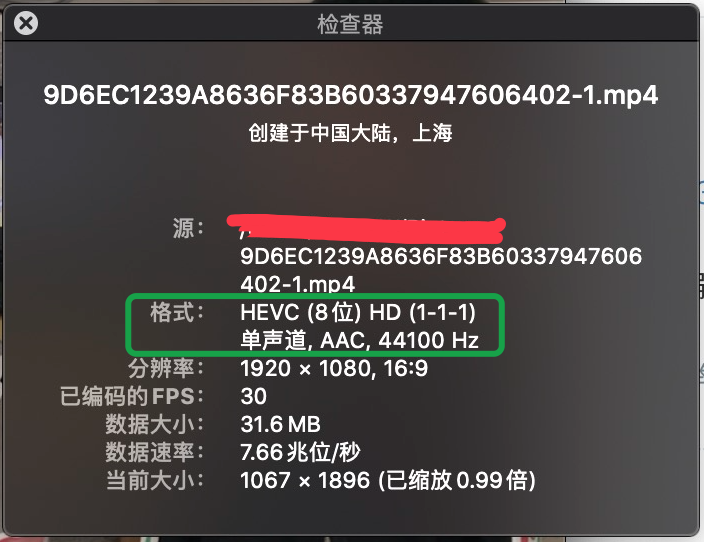 检查器
9D6EC1239A8636F83B60337947606402-1.mp4
创建于中国大陆，上海
源：
9D6EC1239A8636F83B60337947606
402-1.mp4
格式： HEVC (8位) HD (1-1-1)
单声道, AAC, 44100 Hz
分辨率： 1920 × 1080, 16:9
已编码的FPS： 30
数据大小： 31.6 MB
数据速率： 7.66 兆位/秒
当前大小： 1067 × 1896 (已缩放 0.99 倍)